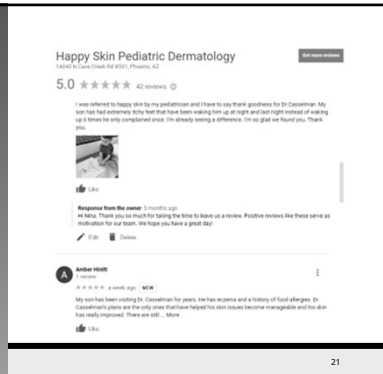 Happy Skin Pediatric Dermatology
14040 N Cave Creek Rd #301, Phoenix, AZ
Get more reviews
5.0 ★★★★★ 42 reviews
I was referred to happy skin by my pediatrician and I have to say thank goodness for Dr Casselman. My
son has had extremely itchy feet that have been waking him up at night and last night instead of waking
up 6 times he only complained once. I'm already seeing a difference. I'm so glad we found you. Thank
you.
Like
Response from the owner 5 months ago
Hi Nina. Thank you so much for taking the time to leave us a review. Positive reviews like these serve as
motivation for our team. We hope you have a great day!
Edit Delete
A
Amber
1 review
★★★★★ a week ago NEW
My son has been visiting Dr. Casselman for years. He has eczema and a history of food allergies. Dr.
Casselman's plans are the only ones that have helped his skin issues become manageable and his skin
has really improved. There are still ... More
Like
21